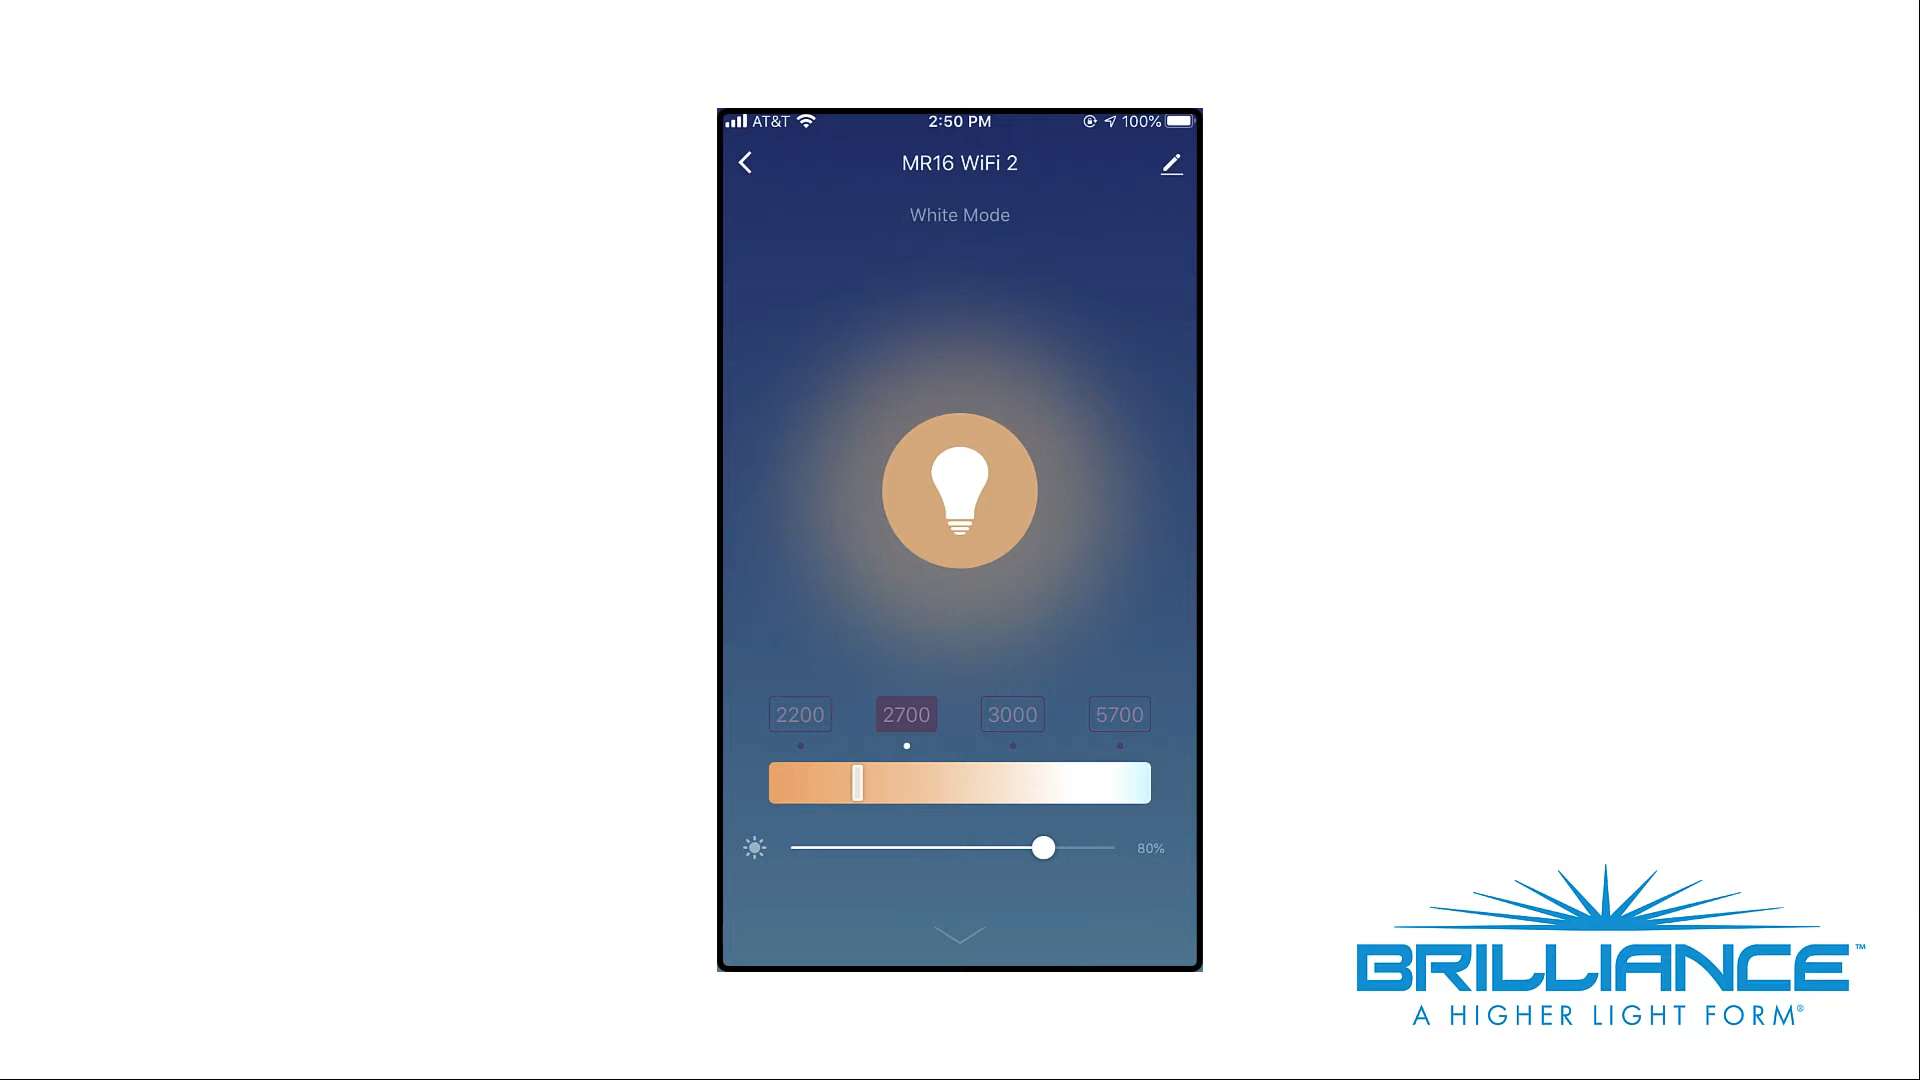 AT&T 2:50 PM 100%
MR16 WiFi 2
White Mode
2200 2700 3000 5700
80%
BRILLIANCE™
A HIGHER LIGHT FORM®